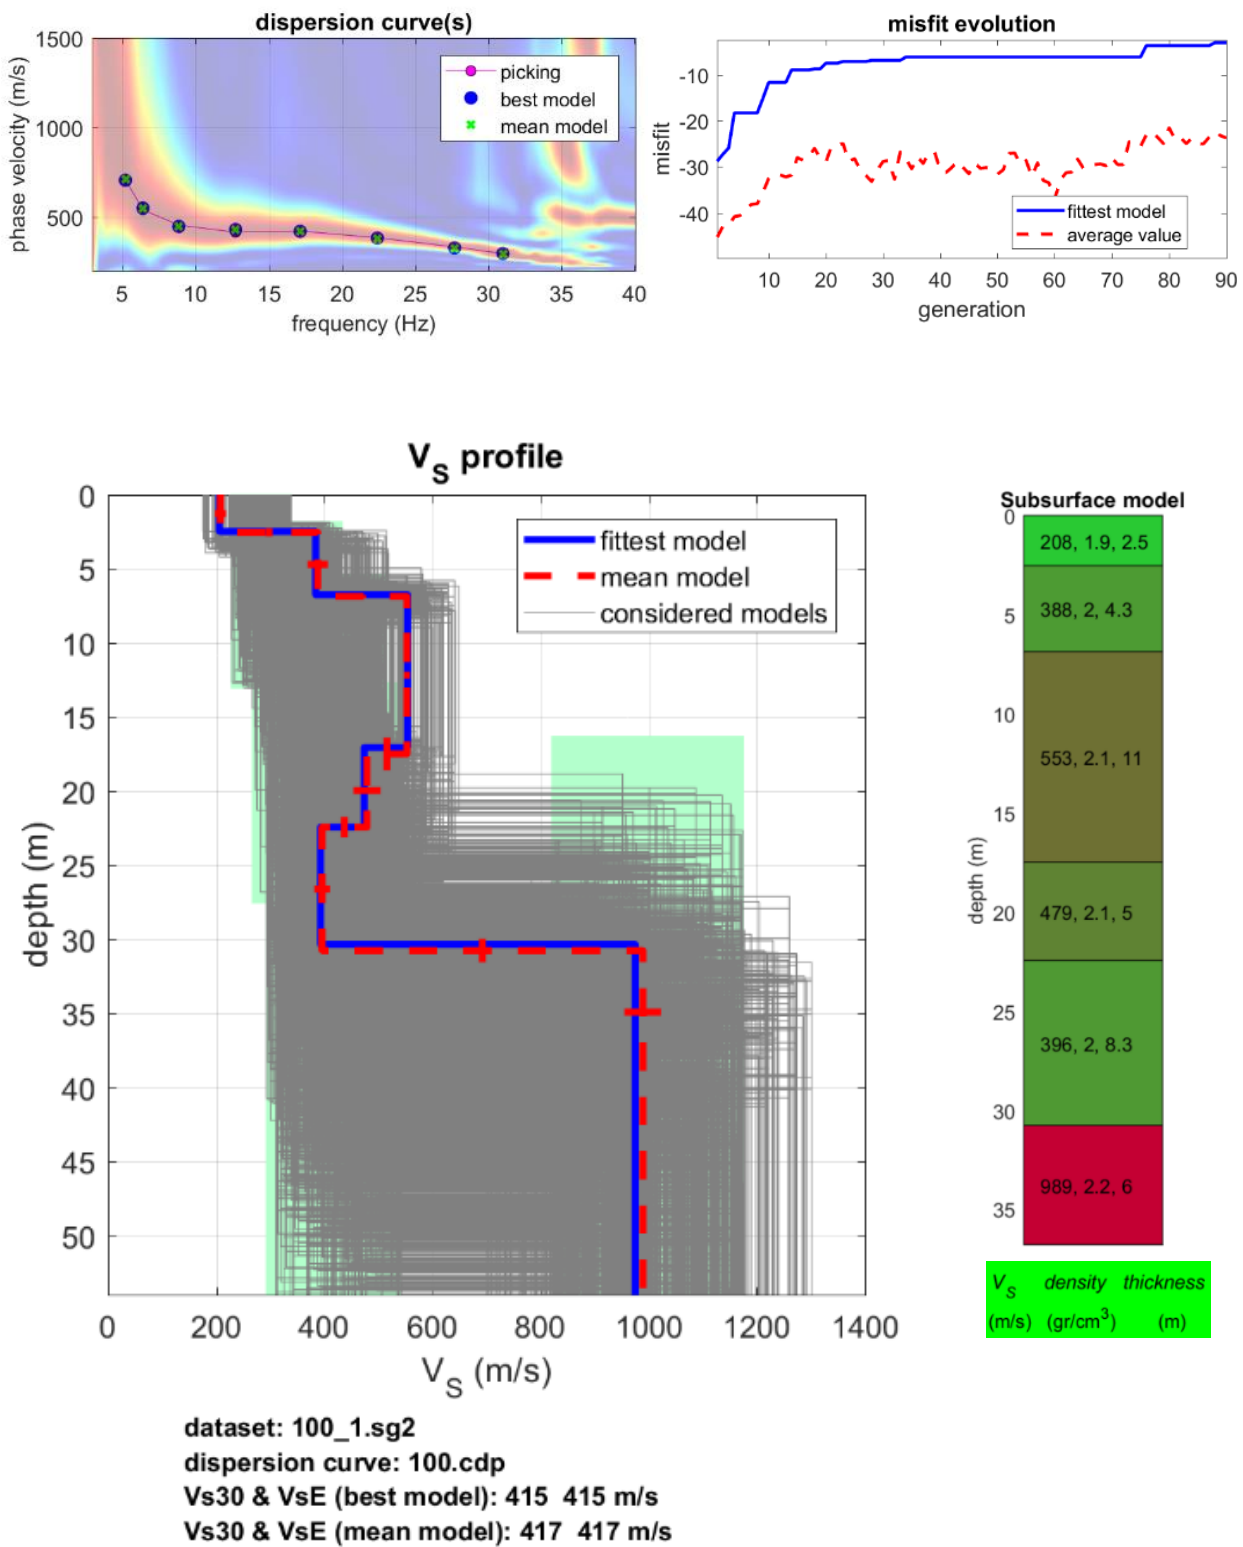 dispersion curve(s)
1500
1000
500
phase velocity (m/s)
picking
best model
mean model
5 10 15 20 25 30 35 40
frequency (Hz)
misfit evolution
-10
-20
-30
-40
misfit
fittest model
average value
10 20 30 40 50 60 70 80 90
generation
VS profile
0
5
10
15
20
25
30
35
40
45
50
depth (m)
fittest model
mean model
considered models
0 200 400 600 800 1000 1200 1400
VS (m/s)
Subsurface model
0
5
10
15
20
25
30
35
depth (m)
208, 1.9, 2.5
388, 2, 4.3
553, 2.1, 11
479, 2.1, 5
396, 2, 8.3
989, 2.2, 6
VS density thickness
(m/s) (gr/cm3) (m)
dataset: 100_1.sg2
dispersion curve: 100.cdp
Vs30 & VsE (best model): 415 415 m/s
Vs30 & VsE (mean model): 417 417 m/s